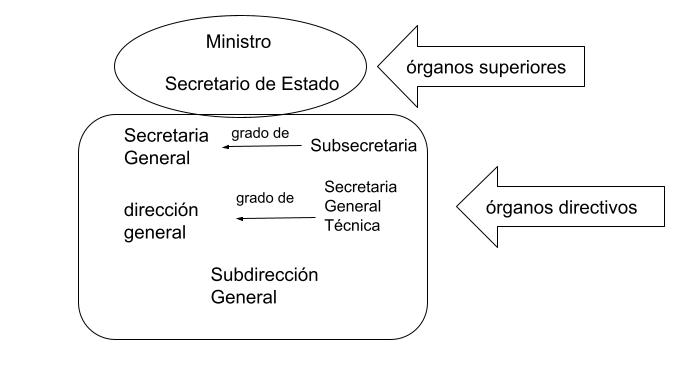 Ministro
Secretario de Estado
órganos superiores
Secretaria
General
grado de
Subsecretaria
dirección
general
grado de
Secretaria
General
Técnica
órganos directivos
Subdirección
General